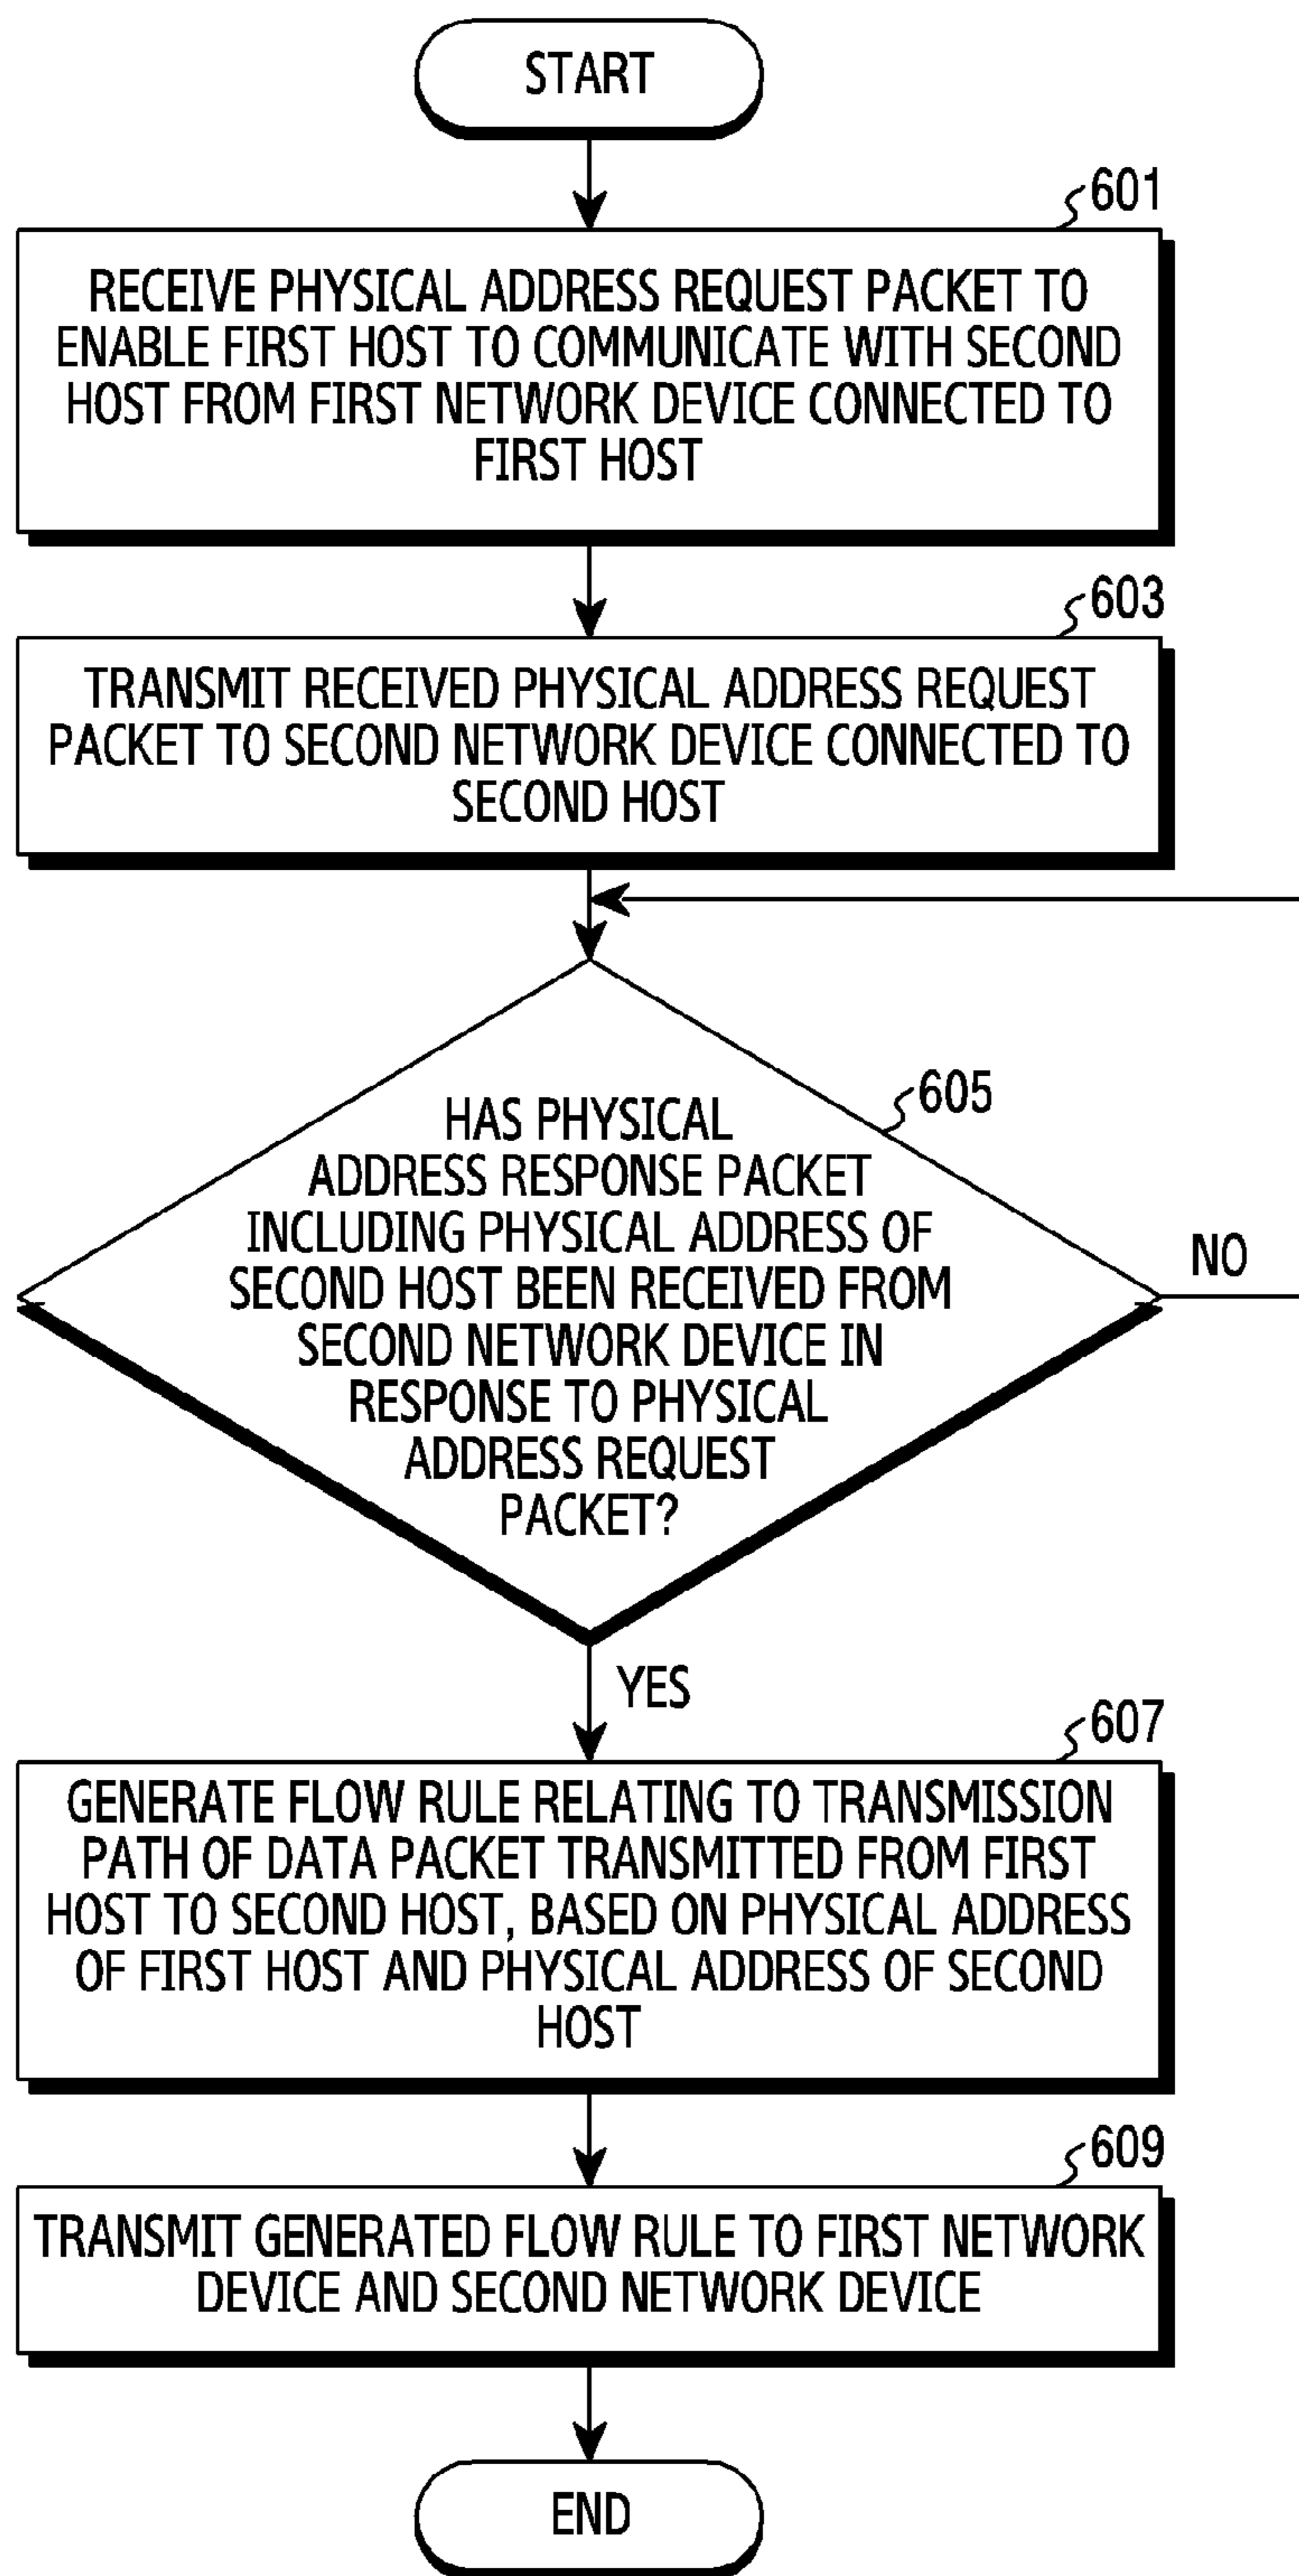 START
601
RECEIVE PHYSICAL ADDRESS REQUEST PACKET TO
ENABLE FIRST HOST TO COMMUNICATE WITH SECOND
HOST FROM FIRST NETWORK DEVICE CONNECTED TO
FIRST HOST
603
TRANSMIT RECEIVED PHYSICAL ADDRESS REQUEST
PACKET TO SECOND NETWORK DEVICE CONNECTED TO
SECOND HOST
605
HAS PHYSICAL
ADDRESS RESPONSE PACKET
INCLUDING PHYSICAL ADDRESS OF
SECOND HOST BEEN RECEIVED FROM
SECOND NETWORK DEVICE IN
RESPONSE TO PHYSICAL
ADDRESS REQUEST
PACKET?
NO
YES
607
GENERATE FLOW RULE RELATING TO TRANSMISSION
PATH OF DATA PACKET TRANSMITTED FROM FIRST
HOST TO SECOND HOST, BASED ON PHYSICAL ADDRESS
OF FIRST HOST AND PHYSICAL ADDRESS OF SECOND
HOST
609
TRANSMIT GENERATED FLOW RULE TO FIRST NETWORK
DEVICE AND SECOND NETWORK DEVICE
END